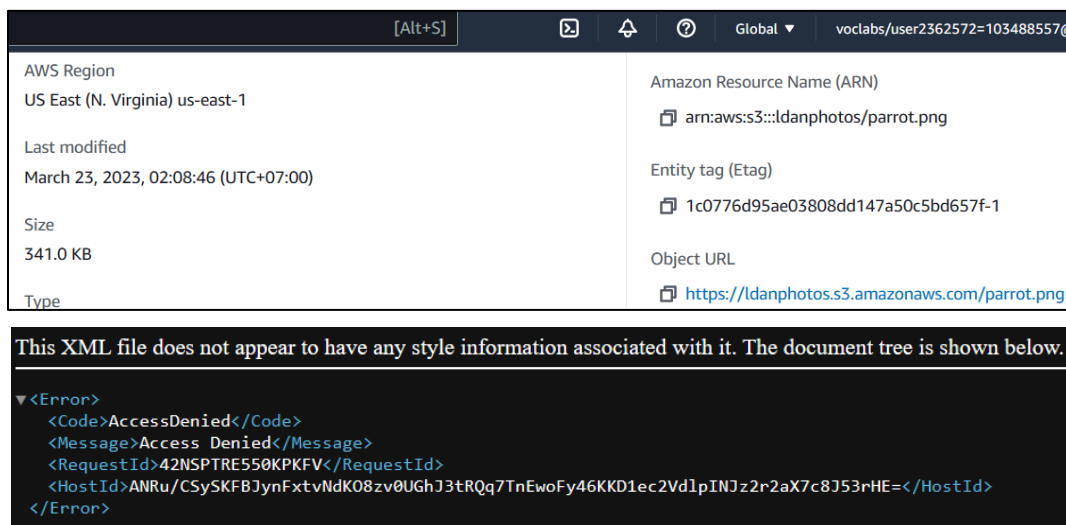 [Alt+S]
Global
voclabs/user2362572=103488557@
AWS Region
US East (N. Virginia) us-east-1
Last modified
March 23, 2023, 02:08:46 (UTC+07:00)
Size
341.0 KB
Type
Amazon Resource Name (ARN)
arn:aws:s3:::ldanphotos/parrot.png
Entity tag (Etag)
1c0776d95ae03808dd147a50c5bd657f-1
Object URL
https://ldanphotos.s3.amazonaws.com/parrot.png
This XML file does not appear to have any style information associated with it. The document tree is shown below.
<Error>
<Code>AccessDenied</Code>
<Message>Access Denied</Message>
<RequestId>42NSPTRE550KPKFV</RequestId>
<HostId>ANRu/CSySKFBJynFxtvNdKO8zv0UGhJ3tRQq7TnEwoFy46KKD1ec2VdlpINJz2r2aX7c8J53rHE=</HostId>
</Error>